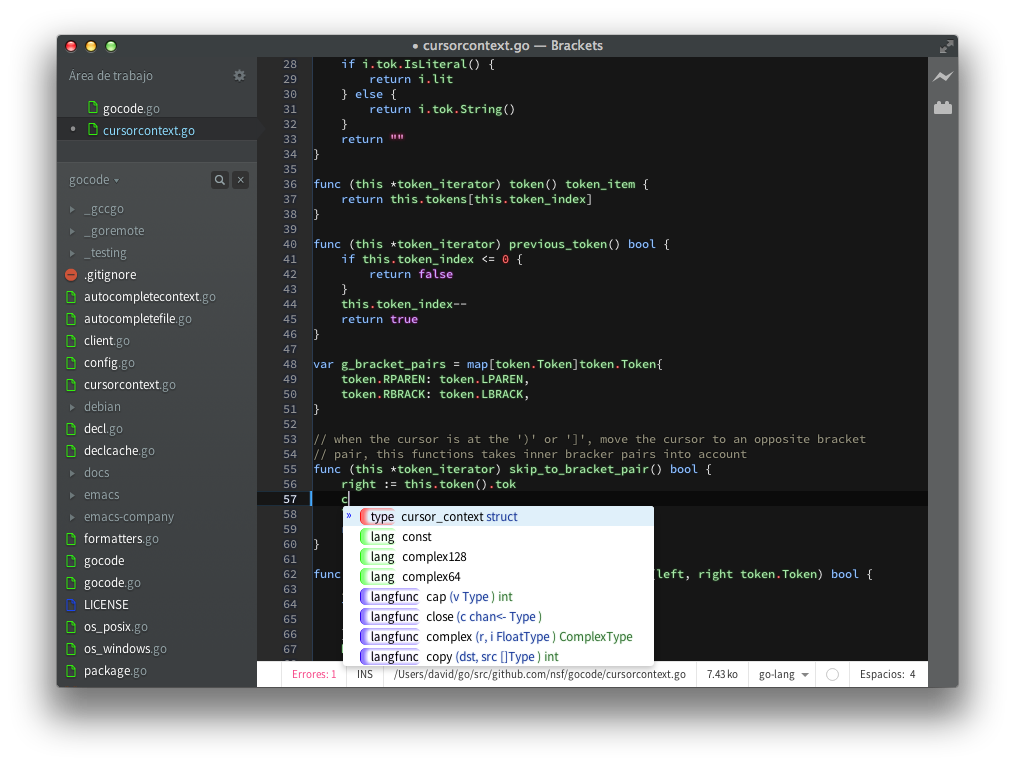 • cursorcontext.go — Brackets
Área de trabajo
gocode.go
• cursorcontext.go
gocode
_gccgo
_goremote
_testing
.gitignore
autocompletecontext.go
autocompletefile.go
client.go
config.go
cursorcontext.go
debian
decl.go
declcache.go
docs
emacs
emacs-company
formatters.go
gocode
gocode.go
LICENSE
os_posix.go
os_windows.go
package.go
28 if i.tok.IsLiteral() {
29 return i.lit
30 } else {
31 return i.tok.String()
32 }
33 return ""
34 }
35
36 func (this *token_iterator) token() token_item {
37 return this.tokens[this.token_index]
38 }
39
40 func (this *token_iterator) previous_token() bool {
41 if this.token_index <= 0 {
42 return false
43 }
44 this.token_index--
45 return true
46 }
47
48 var g_bracket_pairs = map[token.Token]token.Token{
49 token.RPAREN: token.LPAREN,
50 token.RBRACK: token.LBRACK,
51 }
52
53 // when the cursor is at the ')' or ']', move the cursor to an opposite bracket
54 // pair, this functions takes inner bracker pairs into account
55 func (this *token_iterator) skip_to_bracket_pair() bool {
56 right := this.token().tok
57 c
58
59
60 }
61
62 func (left, right token.Token) bool {
63
64
65
66
67
» type cursor_context struct
lang const
lang complex128
lang complex64
langfunc cap (v Type ) int
langfunc close (c chan<- Type )
langfunc complex (r, i FloatType ) ComplexType
langfunc copy (dst, src []Type ) int
Errores: 1 INS /Users/david/go/src/github.com/nsf/gocode/cursorcontext.go 7.43 ko go-lang Espacios: 4